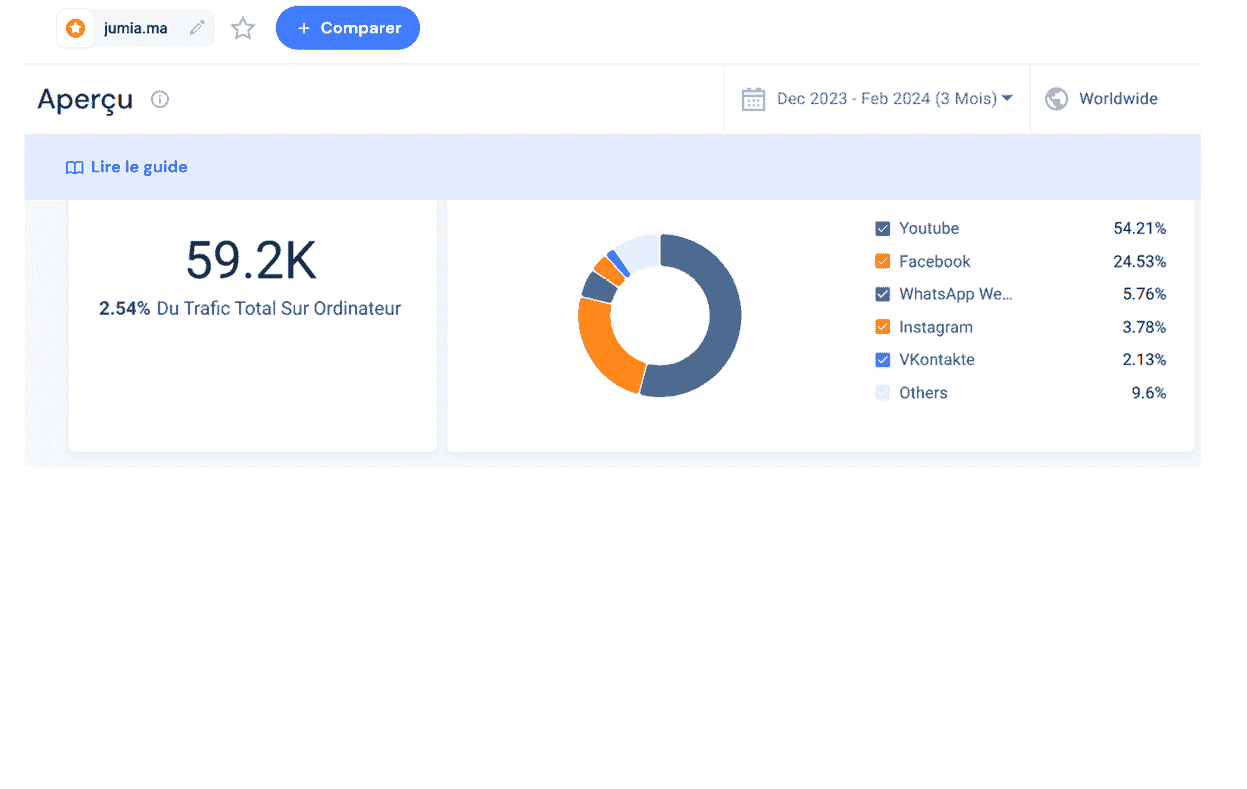 jumia.ma
+ Comparer
Aperçu
Dec 2023 - Feb 2024 (3 Mois)
Worldwide
Lire le guide
59.2K
2.54% Du Trafic Total Sur Ordinateur
Youtube 54.21%
Facebook 24.53%
WhatsApp We... 5.76%
Instagram 3.78%
VKontakte 2.13%
Others 9.6%